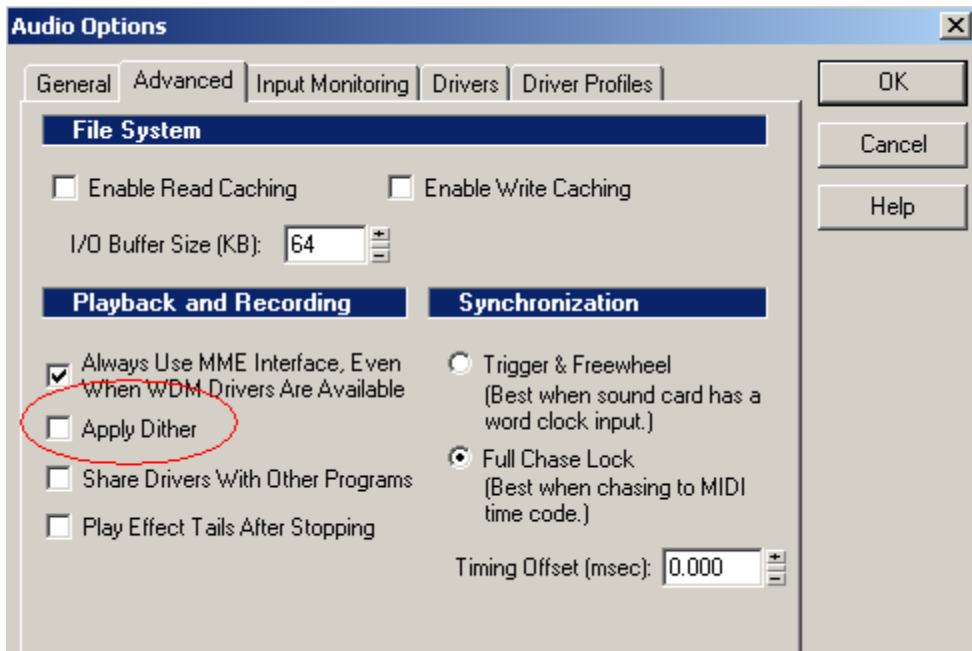 Audio Options
General Advanced Input Monitoring Drivers Driver Profiles
OK
Cancel
Help
File System
Enable Read Caching
Enable Write Caching
I/O Buffer Size (KB): 64
Playback and Recording
Always Use MME Interface, Even
When WDM Drivers Are Available
Apply Dither
Share Drivers With Other Programs
Play Effect Tails After Stopping
Synchronization
Trigger & Freewheel
(Best when sound card has a
word clock input.)
Full Chase Lock
(Best when chasing to MIDI
time code.)
Timing Offset (msec): 0.000